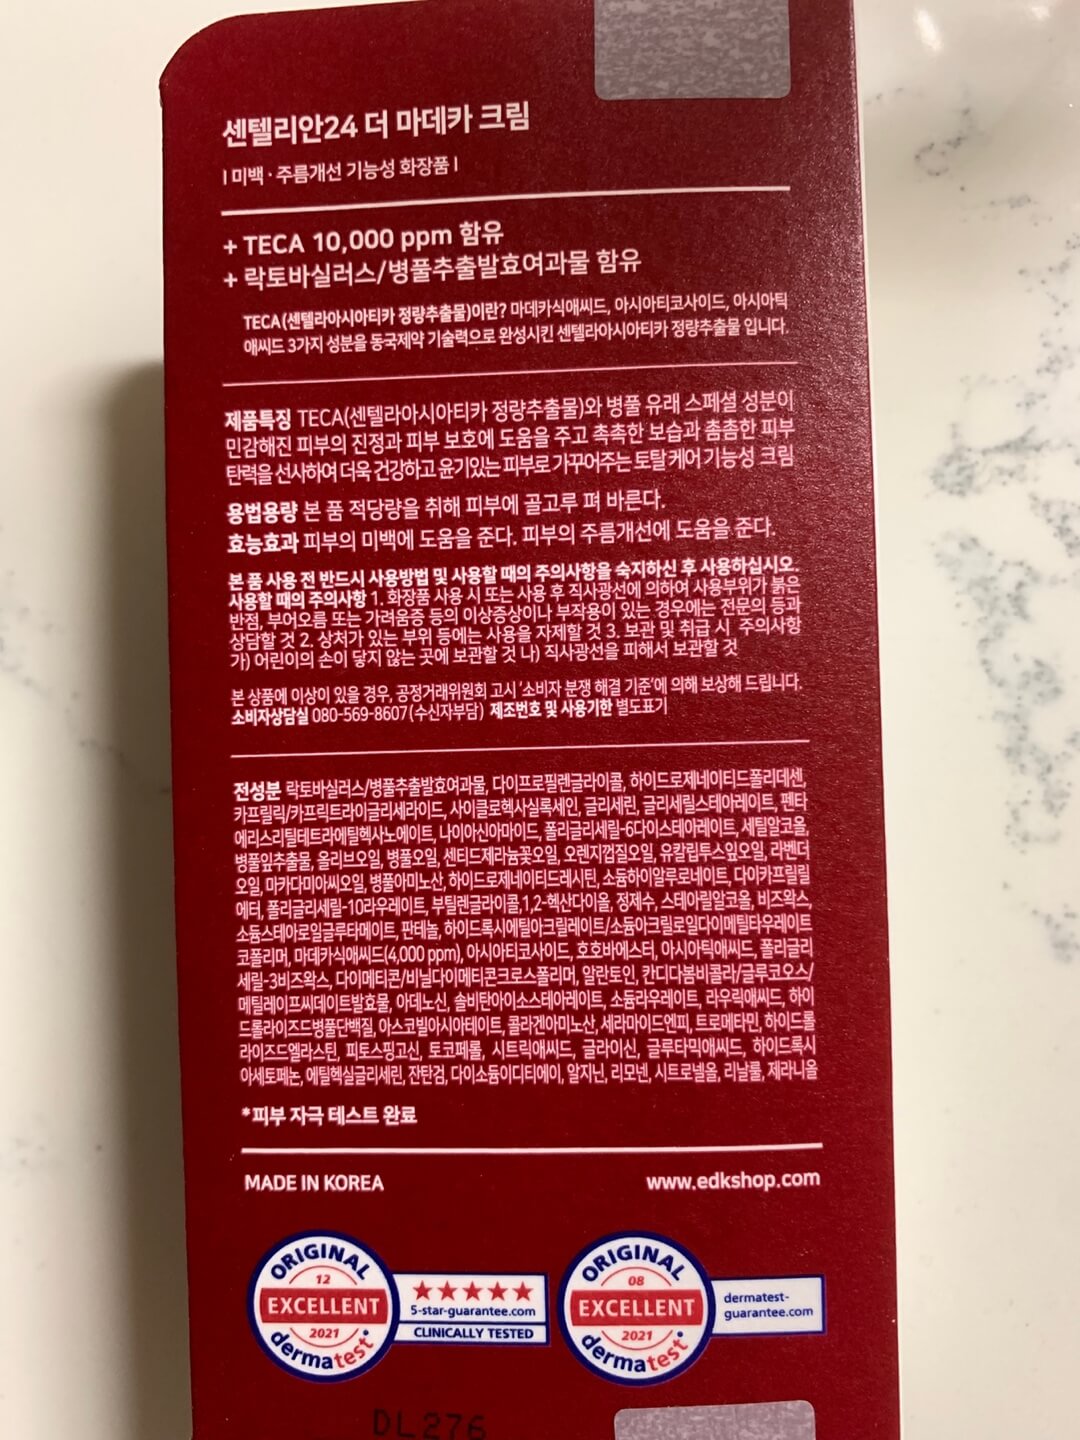 센텔리안24 더 마데카 크림
| 미백 · 주름개선 기능성 화장품 |
+ TECA 10,000 ppm 함유
+ 락토바실러스/병풀추출발효여과물 함유
TECA(센텔라아시아티카 정량추출물)이란? 마데카식애씨드, 아시아티코사이드, 아시아틱
애씨드 3가지 성분을 동국제약 기술력으로 완성시킨 센텔라아시아티카 정량추출물 입니다.
제품특징 TECA(센텔라아시아티카 정량추출물)와 병풀 유래 스페셜 성분이
민감해진 피부의 진정과 피부 보호에 도움을 주고 촉촉한 보습과 촘촘한 피부
탄력을 선사하여 더욱 건강하고 윤기있는 피부로 가꾸어주는 토탈케어 기능성 크림
용법용량 본 품 적당량을 취해 피부에 골고루 펴 바른다.
효능효과 피부의 미백에 도움을 준다. 피부의 주름개선에 도움을 준다.
본 품 사용 전 반드시 사용방법 및 사용할 때의 주의사항을 숙지하신 후 사용하십시오.
사용할 때의 주의사항 1. 화장품 사용 시 또는 사용 후 직사광선에 의하여 사용부위가 붉은
반점, 부어오름 또는 가려움증 등의 이상증상이나 부작용이 있는 경우에는 전문의 등과
상담할 것 2. 상처가 있는 부위 등에는 사용을 자제할 것 3. 보관 및 취급 시 주의사항
가) 어린이의 손이 닿지 않는 곳에 보관할 것 나) 직사광선을 피해서 보관할 것
본 상품에 이상이 있을 경우, 공정거래위원회 고시 '소비자 분쟁 해결 기준'에 의해 보상해 드립니다.
소비자상담실 080-569-8607(수신자부담) 제조번호 및 사용기한 별도표기
전성분 락토바실러스/병풀추출발효여과물, 다이프로필렌글라이콜, 하이드로제네이티드폴리데센,
카프릴릭/카프릭트라이글리세라이드, 사이클로헥사실록세인, 글리세린, 글리세릴스테아레이트, 펜타
에리스리틸테트라에틸헥사노에이트, 나이아신아마이드, 폴리글리세릴-6다이스테아레이트, 세틸알코올,
병풀잎추출물, 올리브오일, 병풀오일, 센티드제라늄꽃오일, 오렌지껍질오일, 유칼립투스잎오일, 라벤더
오일, 마카다미아씨오일, 병풀아미노산, 하이드로제네이티드레시틴, 소듐하이알루로네이트, 다이카프릴릴
에터, 폴리글리세릴-10라우레이트, 부틸렌글라이콜,1,2-헥산다이올, 정제수, 스테아릴알코올, 비즈왁스,
소듐스테아로일글루타메이트, 판테놀, 하이드록시에틸아크릴레이트/소듐아크릴로일다이메틸타우레이트
코폴리머, 마데카식애씨드(4,000 ppm), 아시아티코사이드, 호호바에스터, 아시아틱애씨드, 폴리글리
세릴-3비즈왁스, 다이메티콘/비닐다이메티콘크로스폴리머, 알란토인, 칸디다봄비콜라/글루코오스/
메틸레이프씨데이트발효물, 아데노신, 솔비탄아이소스테아레이트, 소듐라우레이트, 라우릭애씨드, 하이
드롤라이즈드병풀단백질, 아스코빌아시아테이트, 콜라겐아미노산, 세라마이드엔피, 트로메타민, 하이드롤
라이즈드엘라스틴, 피토스핑고신, 토코페롤, 시트릭애씨드, 글라이신, 글루타믹애씨드, 하이드록시
아세토페논, 에틸헥실글리세린, 잔탄검, 다이소듐이디티에이, 알지닌, 리모넨, 시트로넬올, 리날룰, 제라니올
*피부 자극 테스트 완료
MADE IN KOREA www.edkshop.com
ORIGINAL
12
EXCELLENT
2021
dermatest
5-star-guarantee.com
CLINICALLY TESTED
ORIGINAL
08
EXCELLENT
2021
dermatest
dermatest-
guarantee.com
DL276